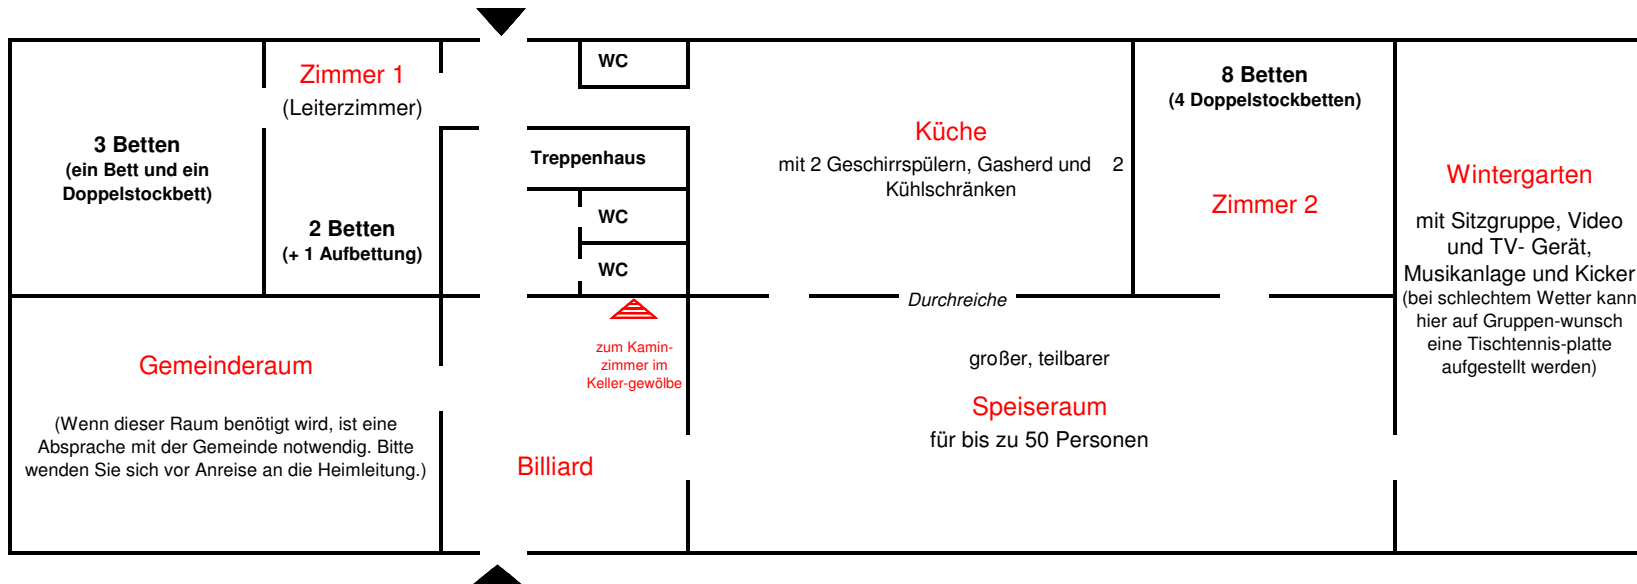 Zimmer 1
(Leiterzimmer)
3 Betten
(ein Bett und ein
Doppelstockbett)
2 Betten
(+ 1 Aufbettung)
WC
Treppenhaus
WC
WC
Küche
mit 2 Geschirrspülern, Gasherd und 2
Kühlschränken
8 Betten
(4 Doppelstockbetten)
Zimmer 2
Wintergarten
mit Sitzgruppe, Video
und TV- Gerät,
Musikanlage und Kicker
(bei schlechtem Wetter kann
hier auf Gruppen-wunsch
eine Tischtennis-platte
aufgestellt werden)
Gemeinderaum
(Wenn dieser Raum benötigt wird, ist eine
Absprache mit der Gemeinde notwendig. Bitte
wenden Sie sich vor Anreise an die Heimleitung.)
zum Kamin-
zimmer im
Keller-gewölbe
Billiard
Durchreiche
großer, teilbarer
Speiseraum
für bis zu 50 Personen